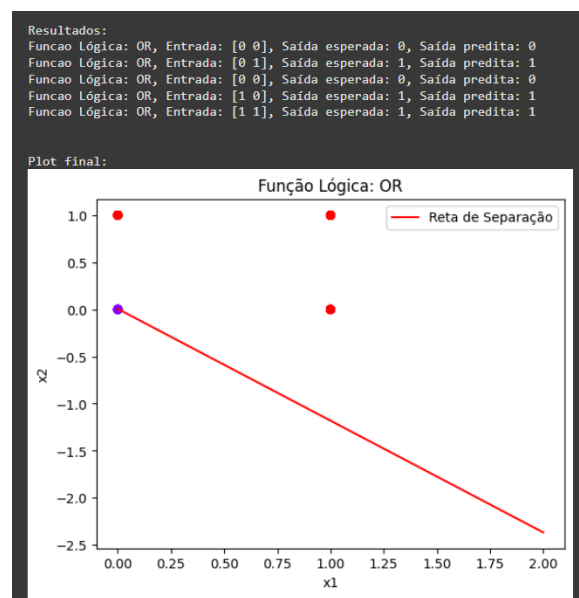 Resultados:
Funcao Lógica: OR, Entrada: [0 0], Saída esperada: 0, Saída predita: 0
Funcao Lógica: OR, Entrada: [0 1], Saída esperada: 1, Saída predita: 1
Funcao Lógica: OR, Entrada: [0 0], Saída esperada: 0, Saída predita: 0
Funcao Lógica: OR, Entrada: [1 0], Saída esperada: 1, Saída predita: 1
Funcao Lógica: OR, Entrada: [1 1], Saída esperada: 1, Saída predita: 1
Plot final:
Função Lógica: OR
Reta de Separação
1.0
0.5
0.0
−0.5
−1.0
−1.5
−2.0
−2.5
x2
0.00 0.25 0.50 0.75 1.00 1.25 1.50 1.75 2.00
x1